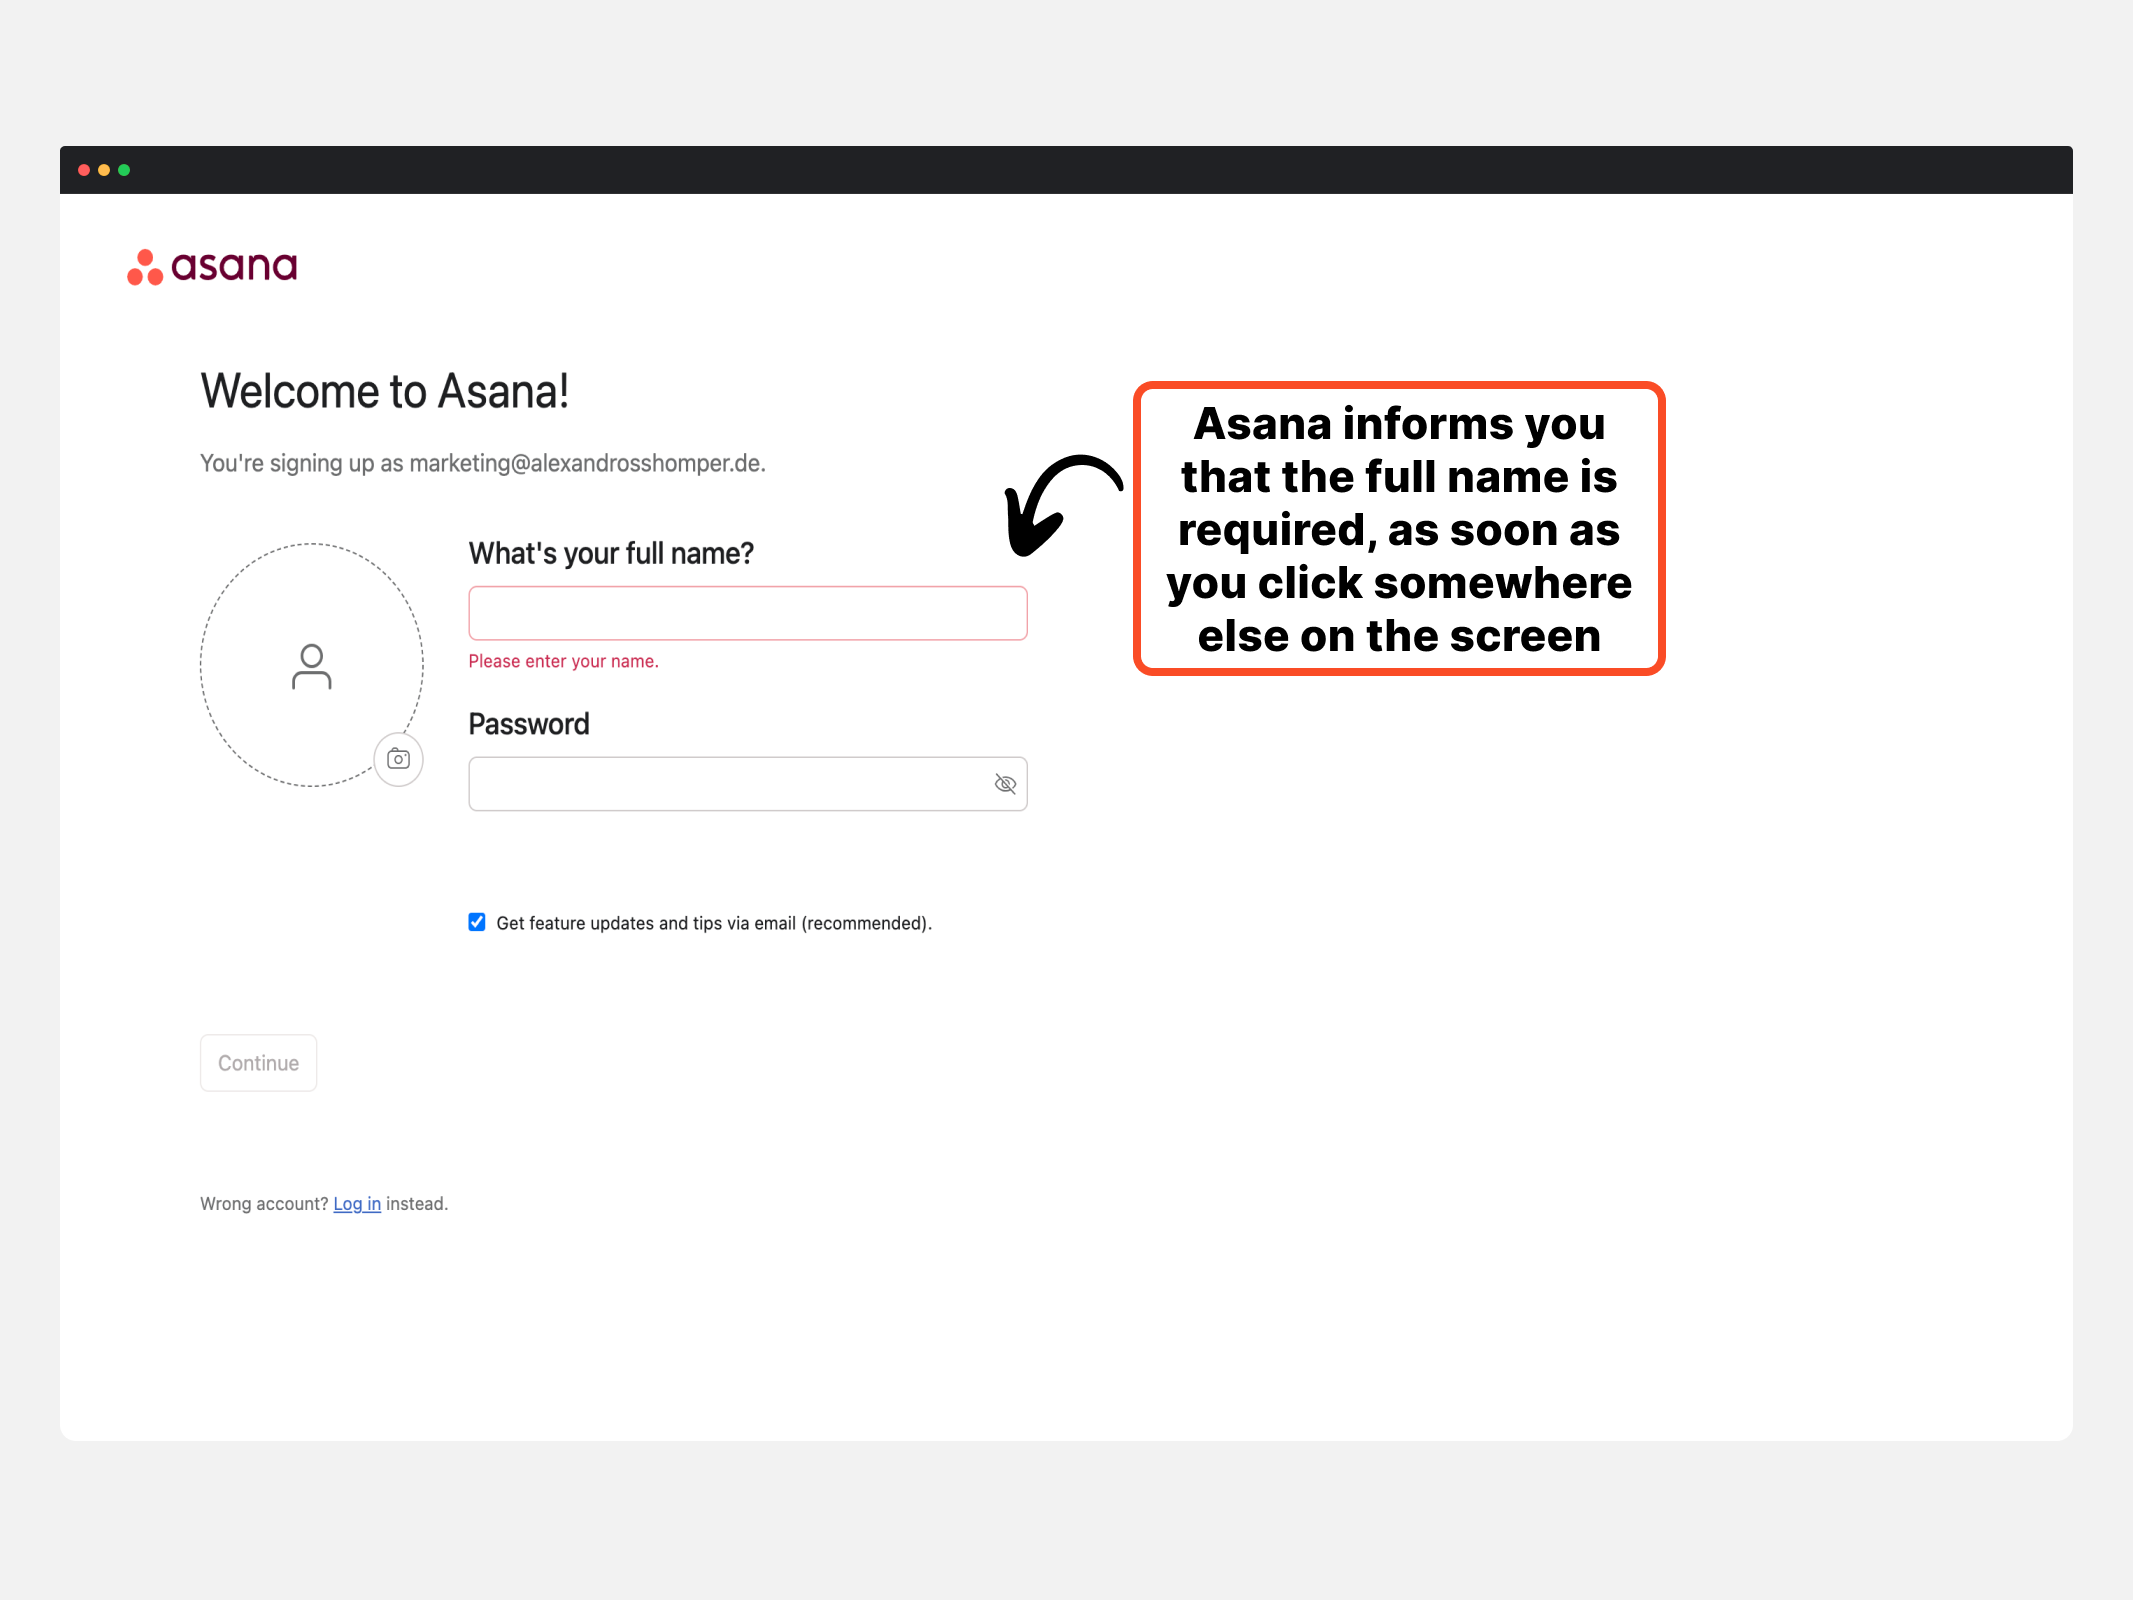 asana
Welcome to Asana!
You're signing up as marketing@alexandrosshomper.de.
What's your full name?
Please enter your name.
Password
Get feature updates and tips via email (recommended).
Continue
Wrong account? Log in instead.
Asana informs you
that the full name is
required, as soon as
you click somewhere
else on the screen